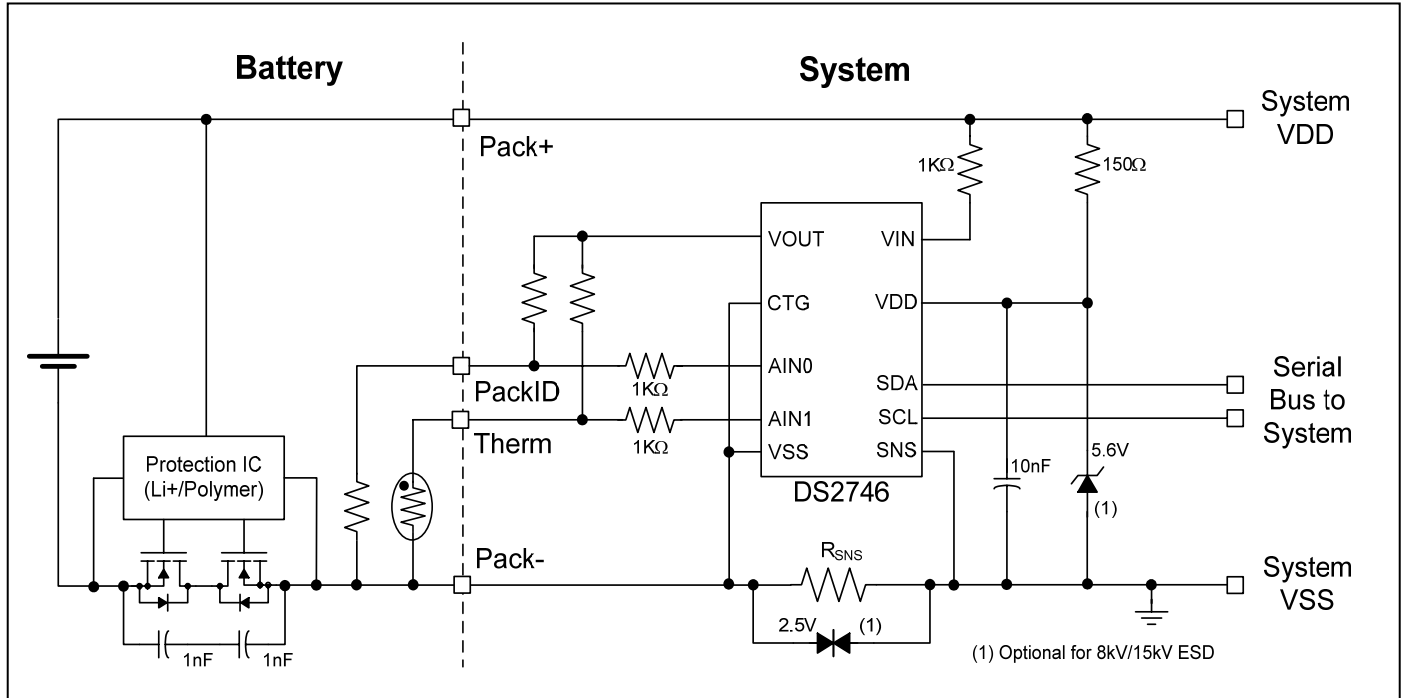 Battery
System
System
VDD
Pack+
1KΩ
150Ω
VOUT
VIN
CTG
VDD
AIN0
PackID
1KΩ
SDA
Serial
Bus to
System
AIN1
SCL
Therm
1KΩ
VSS
SNS
5.6V
10nF
(1)
DS2746
Protection IC
(Li+/Polymer)
Pack-
RSNS
System
VSS
2.5V
(1)
1nF
1nF
(1) Optional for 8kV/15kV ESD